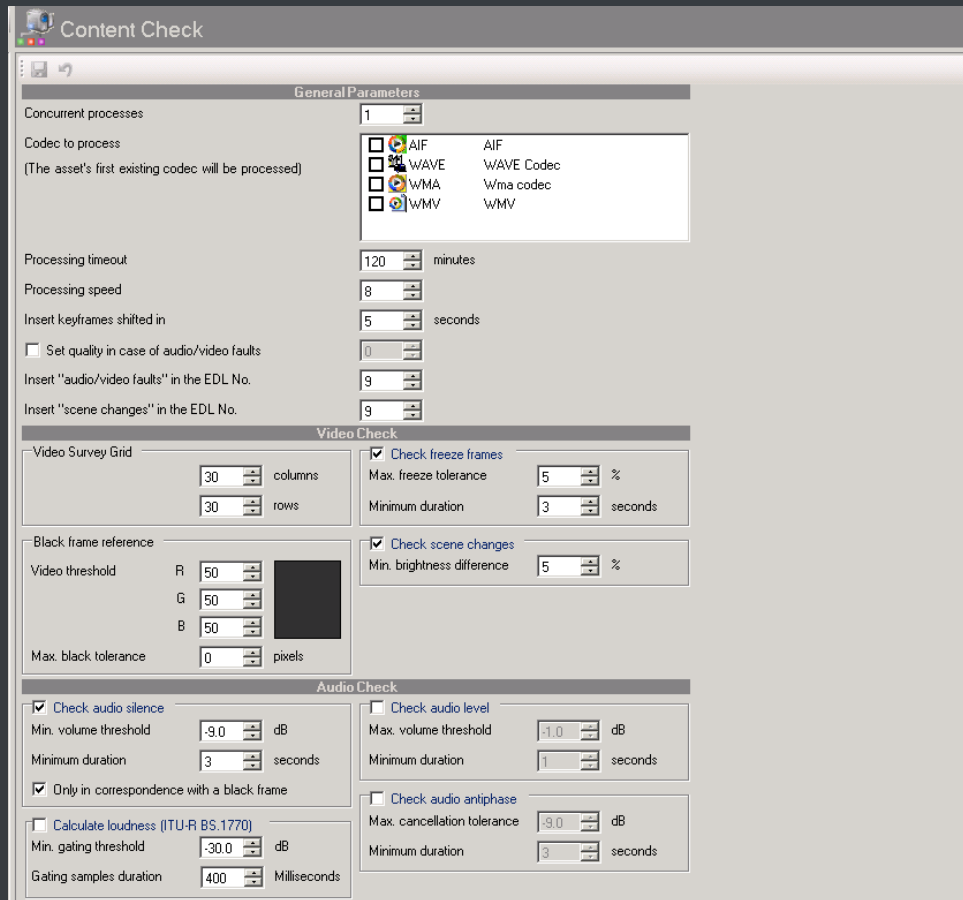 Content Check
General Parameters
Concurrent processes 1
Codec to process
(The asset's first existing codec will be processed)
AIF AIF
WAVE WAVE Codec
WMA Wma codec
WMV WMV
Processing timeout 120 minutes
Processing speed 8
Insert keyframes shifted in 5 seconds
Set quality in case of audio/video faults 0
Insert "audio/video faults" in the EDL No. 9
Insert "scene changes" in the EDL No. 9
Video Check
Video Survey Grid
30 columns
30 rows
Check freeze frames
Max. freeze tolerance 5 %
Minimum duration 3 seconds
Black frame reference
Video threshold R 50
G 50
B 50
Max. black tolerance 0 pixels
Check scene changes
Min. brightness difference 5 %
Audio Check
Check audio silence
Min. volume threshold -9.0 dB
Minimum duration 3 seconds
Only in correspondence with a black frame
Check audio level
Max. volume threshold -1.0 dB
Minimum duration 1 seconds
Calculate loudness (ITU-R BS.1770)
Min. gating threshold -30.0 dB
Gating samples duration 400 Milliseconds
Check audio antiphase
Max. cancellation tolerance -9.0 dB
Minimum duration 3 seconds